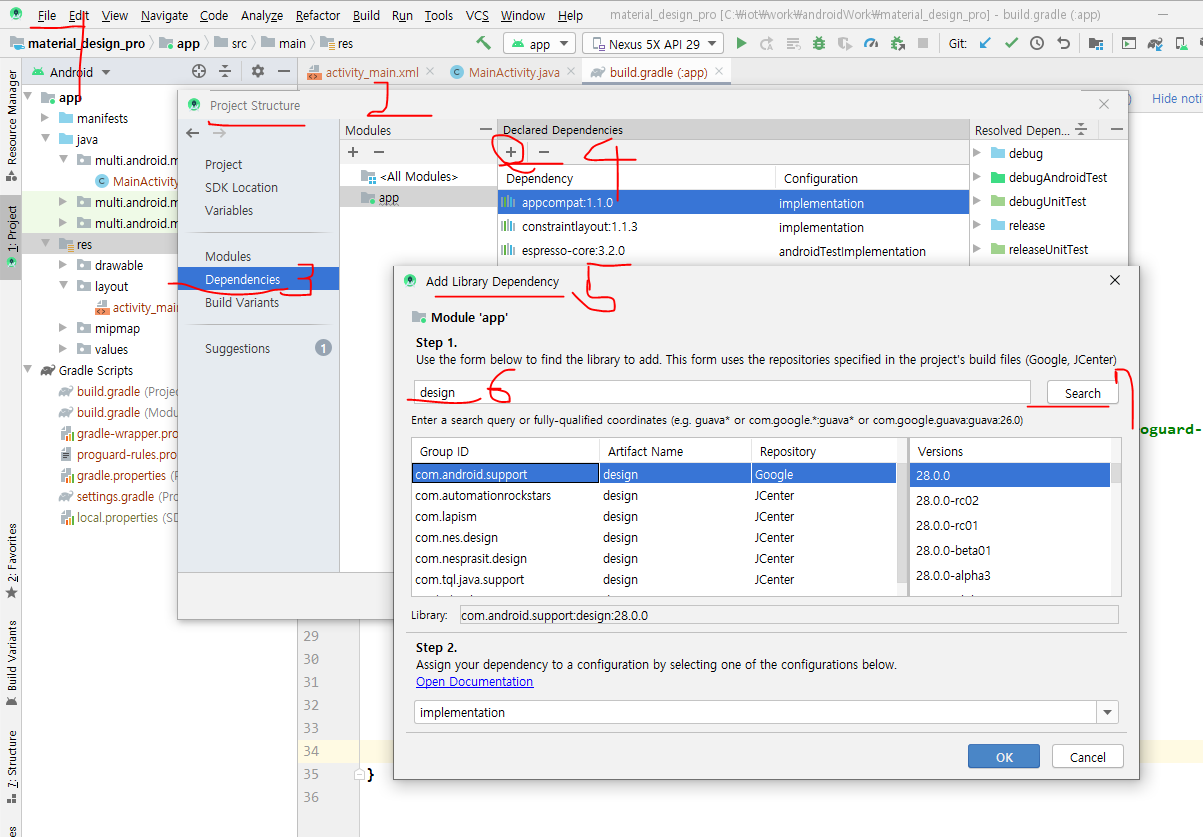 File Edit View Navigate Code Analyze Refactor Build Run Tools VCS Window Help material_design_pro [C:₩iot₩work₩androidWork₩material_design_pro] - build.gradle (:app)
material_design_pro app src main res app Nexus 5X API 29 Git:
Android activity_main.xml MainActivity.java build.gradle (:app)
Resource Manager
1: Project
2: Favorites
Build Variants
7: Structure
app
manifests
java
multi.android.m
MainActivity
multi.android.m
multi.android.m
res
drawable
layout
activity_mai
mipmap
values
Gradle Scripts
build.gradle (Projec
build.gradle (Modu
gradle-wrapper.pro
proguard-rules.pro
gradle.properties (
settings.gradle (Pro
local.properties (SD
Hide noti
oguard-
Project Structure
1
2
3
4
5
6
7
Project
SDK Location
Variables
Modules
Dependencies
Build Variants
Suggestions 1
Modules
<All Modules>
app
Declared Dependencies
Dependency Configuration
appcompat:1.1.0 implementation
constraintlayout:1.1.3 implementation
espresso-core:3.2.0 androidTestImplementation
Resolved Depen...
debug
debugAndroidTest
debugUnitTest
release
releaseUnitTest
Add Library Dependency
Module 'app'
Step 1.
Use the form below to find the library to add. This form uses the repositories specified in the project's build files (Google, JCenter)
design Search
Enter a search query or fully-qualified coordinates (e.g. guava* or com.google.*:guava* or com.google.guava:guava:26.0)
Group ID Artifact Name Repository Versions
com.android.support design Google 28.0.0
com.automationrockstars design JCenter 28.0.0-rc02
com.lapism design JCenter 28.0.0-rc01
com.nes.design design JCenter 28.0.0-beta01
com.nesprasit.design design JCenter 28.0.0-alpha3
com.tql.java.support design JCenter
Library: com.android.support:design:28.0.0
Step 2.
Assign your dependency to a configuration by selecting one of the configurations below.
Open Documentation
implementation
OK Cancel
29
30
31
32
33
34
35 }
36